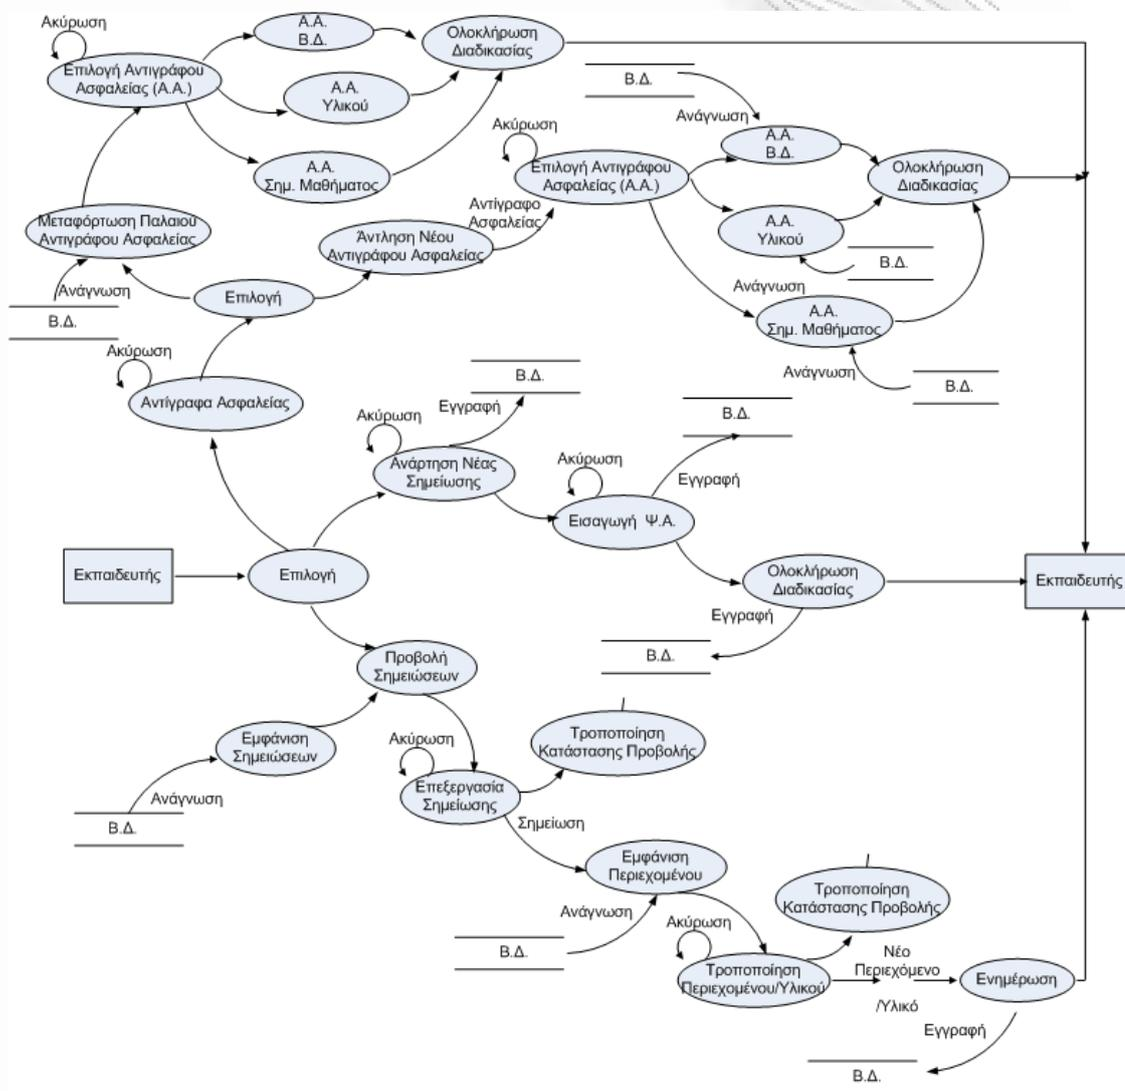 Ακύρωση
Α.Α.
Β.Δ.
Ολοκλήρωση
Διαδικασίας
Επιλογή Αντιγράφου
Ασφαλείας (Α.Α.)
Α.Α.
Υλικού
Α.Α.
Σημ. Μαθήματος
Β.Δ.
Ανάγνωση
Ακύρωση
Α.Α.
Β.Δ.
Επιλογή Αντιγράφου
Ασφαλείας (Α.Α.)
Ολοκλήρωση
Διαδικασίας
Αντίγραφο
Ασφαλείας
Μεταφόρτωση Παλαιού
Αντιγράφου Ασφαλείας
Άντληση Νέου
Αντιγράφου Ασφαλείας
Α.Α.
Υλικού
Β.Δ.
Ανάγνωση
Β.Δ.
Επιλογή
Ανάγνωση
Α.Α.
Σημ. Μαθήματος
Ακύρωση
Αντίγραφα Ασφαλείας
Ανάγνωση
Β.Δ.
Β.Δ.
Εγγραφή
Ακύρωση
Ανάρτηση Νέας
Σημείωσης
Β.Δ.
Ακύρωση
Εγγραφή
Εισαγωγή Ψ.Α.
Εκπαιδευτής
Επιλογή
Ολοκλήρωση
Διαδικασίας
Εκπαιδευτής
Εγγραφή
Β.Δ.
Προβολή
Σημειώσεων
Εμφάνιση
Σημειώσεων
Ακύρωση
Τροποποίηση
Κατάστασης Προβολής
Επεξεργασία
Σημείωσης
Ανάγνωση
Β.Δ.
Σημείωση
Εμφάνιση
Περιεχομένου
Τροποποίηση
Κατάστασης Προβολής
Ανάγνωση
Β.Δ.
Ακύρωση
Τροποποίηση
Περιεχομένου/Υλικού
Νέο
Περιεχόμενο
/Υλικό
Ενημέρωση
Εγγραφή
Β.Δ.